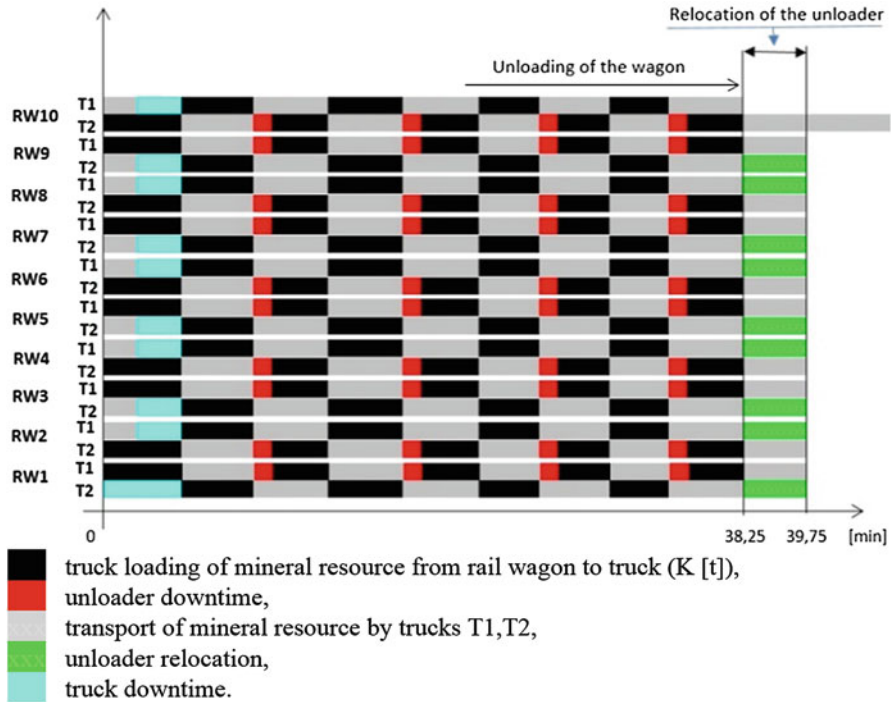 Relocation of the unloader
Unloading of the wagon
RW10
T1
T2
RW9
T1
T2
RW8
T1
T2
RW7
T1
T2
RW6
T1
T2
RW5
T1
T2
RW4
T1
T2
RW3
T1
T2
RW2
T1
T2
RW1
T1
T2
0
38,25
39,75
[min]
truck loading of mineral resource from rail wagon to truck (K [t]),
unloader downtime,
transport of mineral resource by trucks T1,T2,
unloader relocation,
truck downtime.